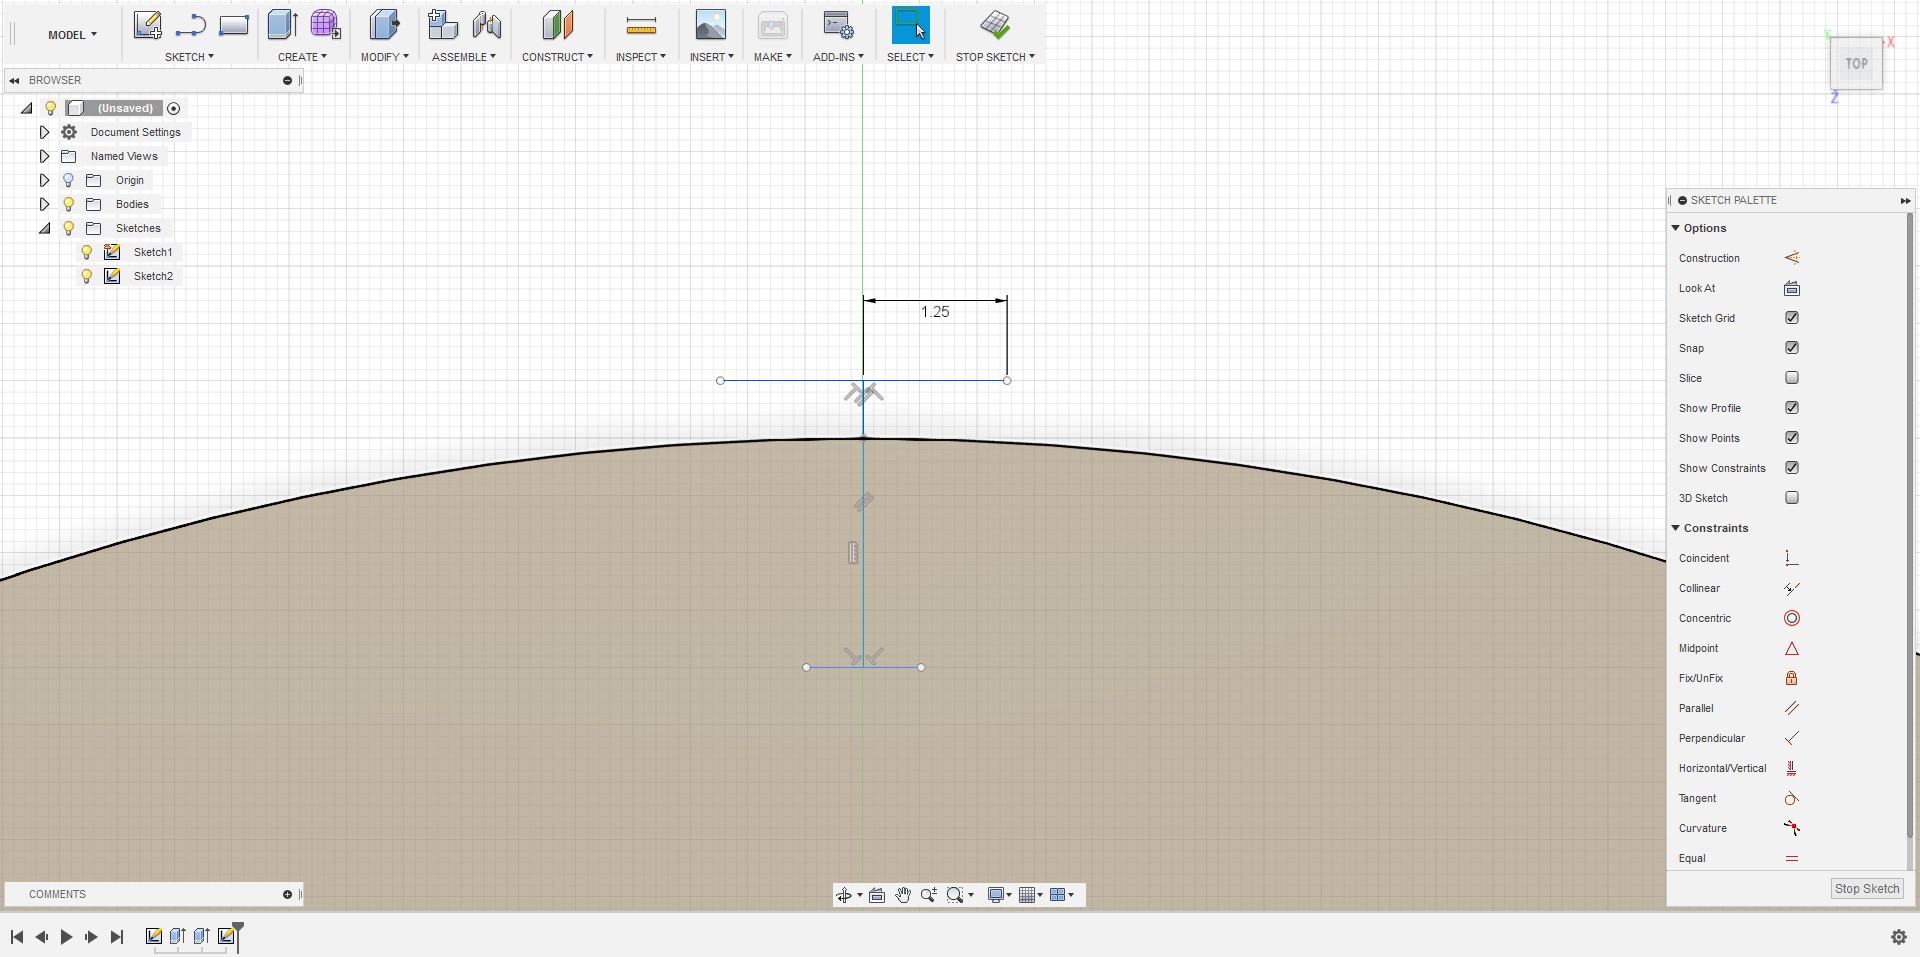 MODEL
SKETCH
CREATE
MODIFY
ASSEMBLE
CONSTRUCT
INSPECT
INSERT
MAKE
ADD-INS
SELECT
STOP SKETCH
BROWSER
(Unsaved)
Document Settings
Named Views
Origin
Bodies
Sketches
Sketch1
Sketch2
Y
X
TOP
Z
1.25
SKETCH PALETTE
Options
Construction
Look At
Sketch Grid
Snap
Slice
Show Profile
Show Points
Show Constraints
3D Sketch
Constraints
Coincident
Collinear
Concentric
Midpoint
Fix/UnFix
Parallel
Perpendicular
Horizontal/Vertical
Tangent
Curvature
Equal
Stop Sketch
COMMENTS